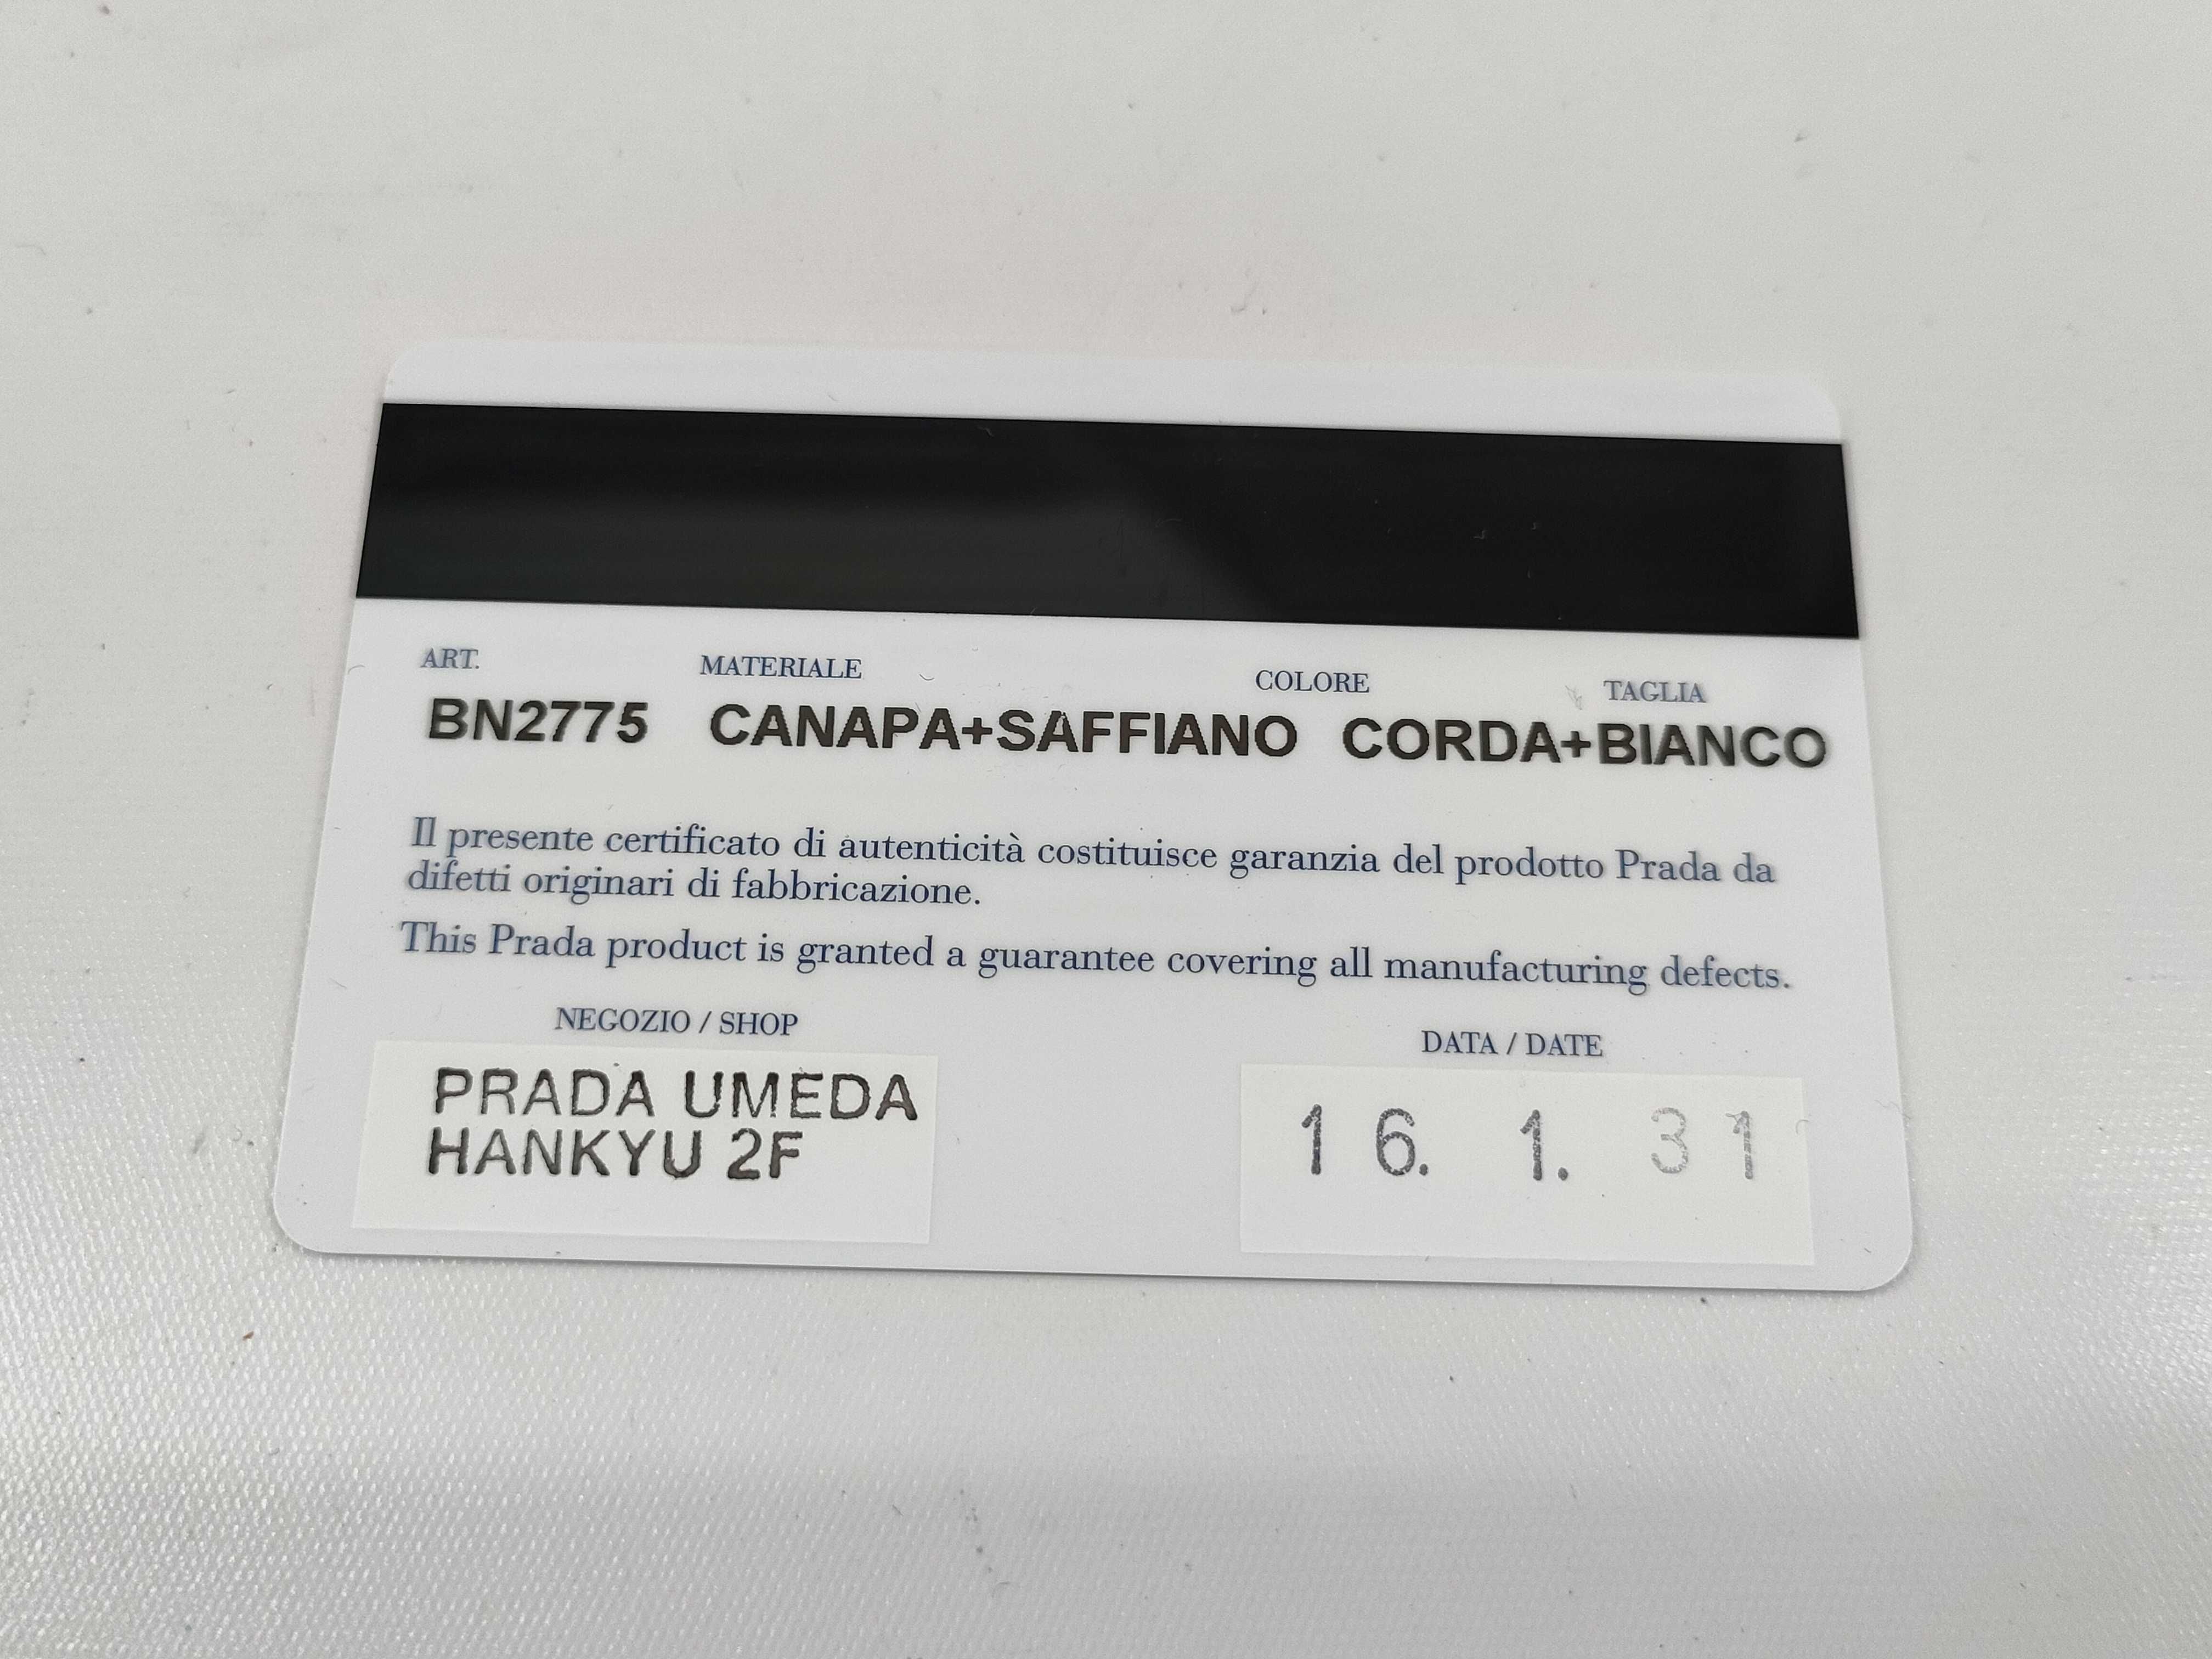 ART. MATERIALE COLORE TAGLIA
BN2775 CANAPA+SAFFIANO CORDA+BIANCO
Il presente certificato di autenticità costituisce garanzia del prodotto Prada da
difetti originari di fabbricazione.
This Prada product is granted a guarantee covering all manufacturing defects.
NEGOZIO / SHOP
PRADA UMEDA
HANKYU 2F
DATA / DATE
16. 1. 31